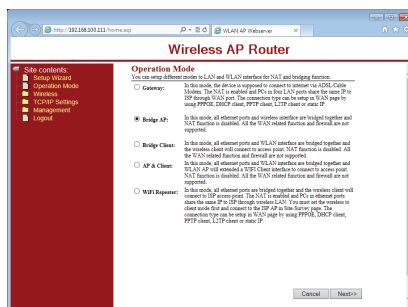 http://192.168.100.111/home.asp
WLAN AP Webserver
Wireless AP Router
Site contents:
Setup Wizard
Operation Mode
Wireless
TCP/IP Settings
Management
Logout
Operation Mode
You can setup different modes to LAN and WLAN interface for NAT and bridging function.
Gateway:
In this mode, the device is supposed to connect to internet via ADSL/Cable
Modem. The NAT is enabled and PCs in four LAN ports share the same IP to
ISP through WAN port. The connection type can be setup in WAN page by
using PPPOE, DHCP client, PPTP client, L2TP client or static IP.
Bridge AP:
In this mode, all ethernet ports and wireless interface are bridged together and
NAT function is disabled. All the WAN related function and firewall are not
supported.
Bridge Client:
In this mode, all ethernet ports and WLAN interface are bridged together and
the wireless client will connect to access point. NAT function is disabled. All
the WAN related function and firewall are not supported.
AP & Client:
In this mode, all ethernet ports and WLAN interface are bridged together and
WLAN AP will extended a WIFI Client interface to connect to access point.
NAT function is disabled. All the WAN related function and firewall are not
supported.
WiFi Repeater:
In this mode, all ethernet ports are bridged together and the wireless client will
connect to ISP access point. The NAT is enabled and PCs in ethernet ports
share the same IP to ISP through wireless LAN. You must set the wireless to
client mode first and connect to the ISP AP in Site-Survey page. The
connection type can be setup in WAN page by using PPPOE, DHCP client,
PPTP client, L2TP client or static IP.
Cancel
Next>>